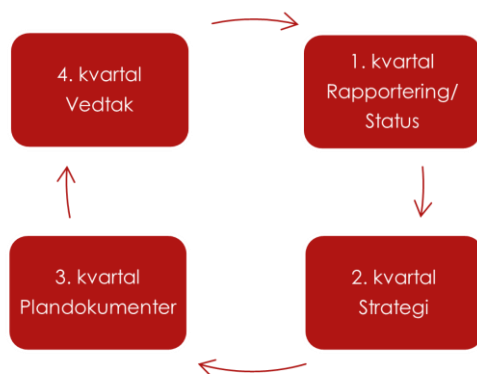 4. kvartal
Vedtak
1. kvartal
Rapportering/
Status
3. kvartal
Plandokumenter
2. kvartal
Strategi